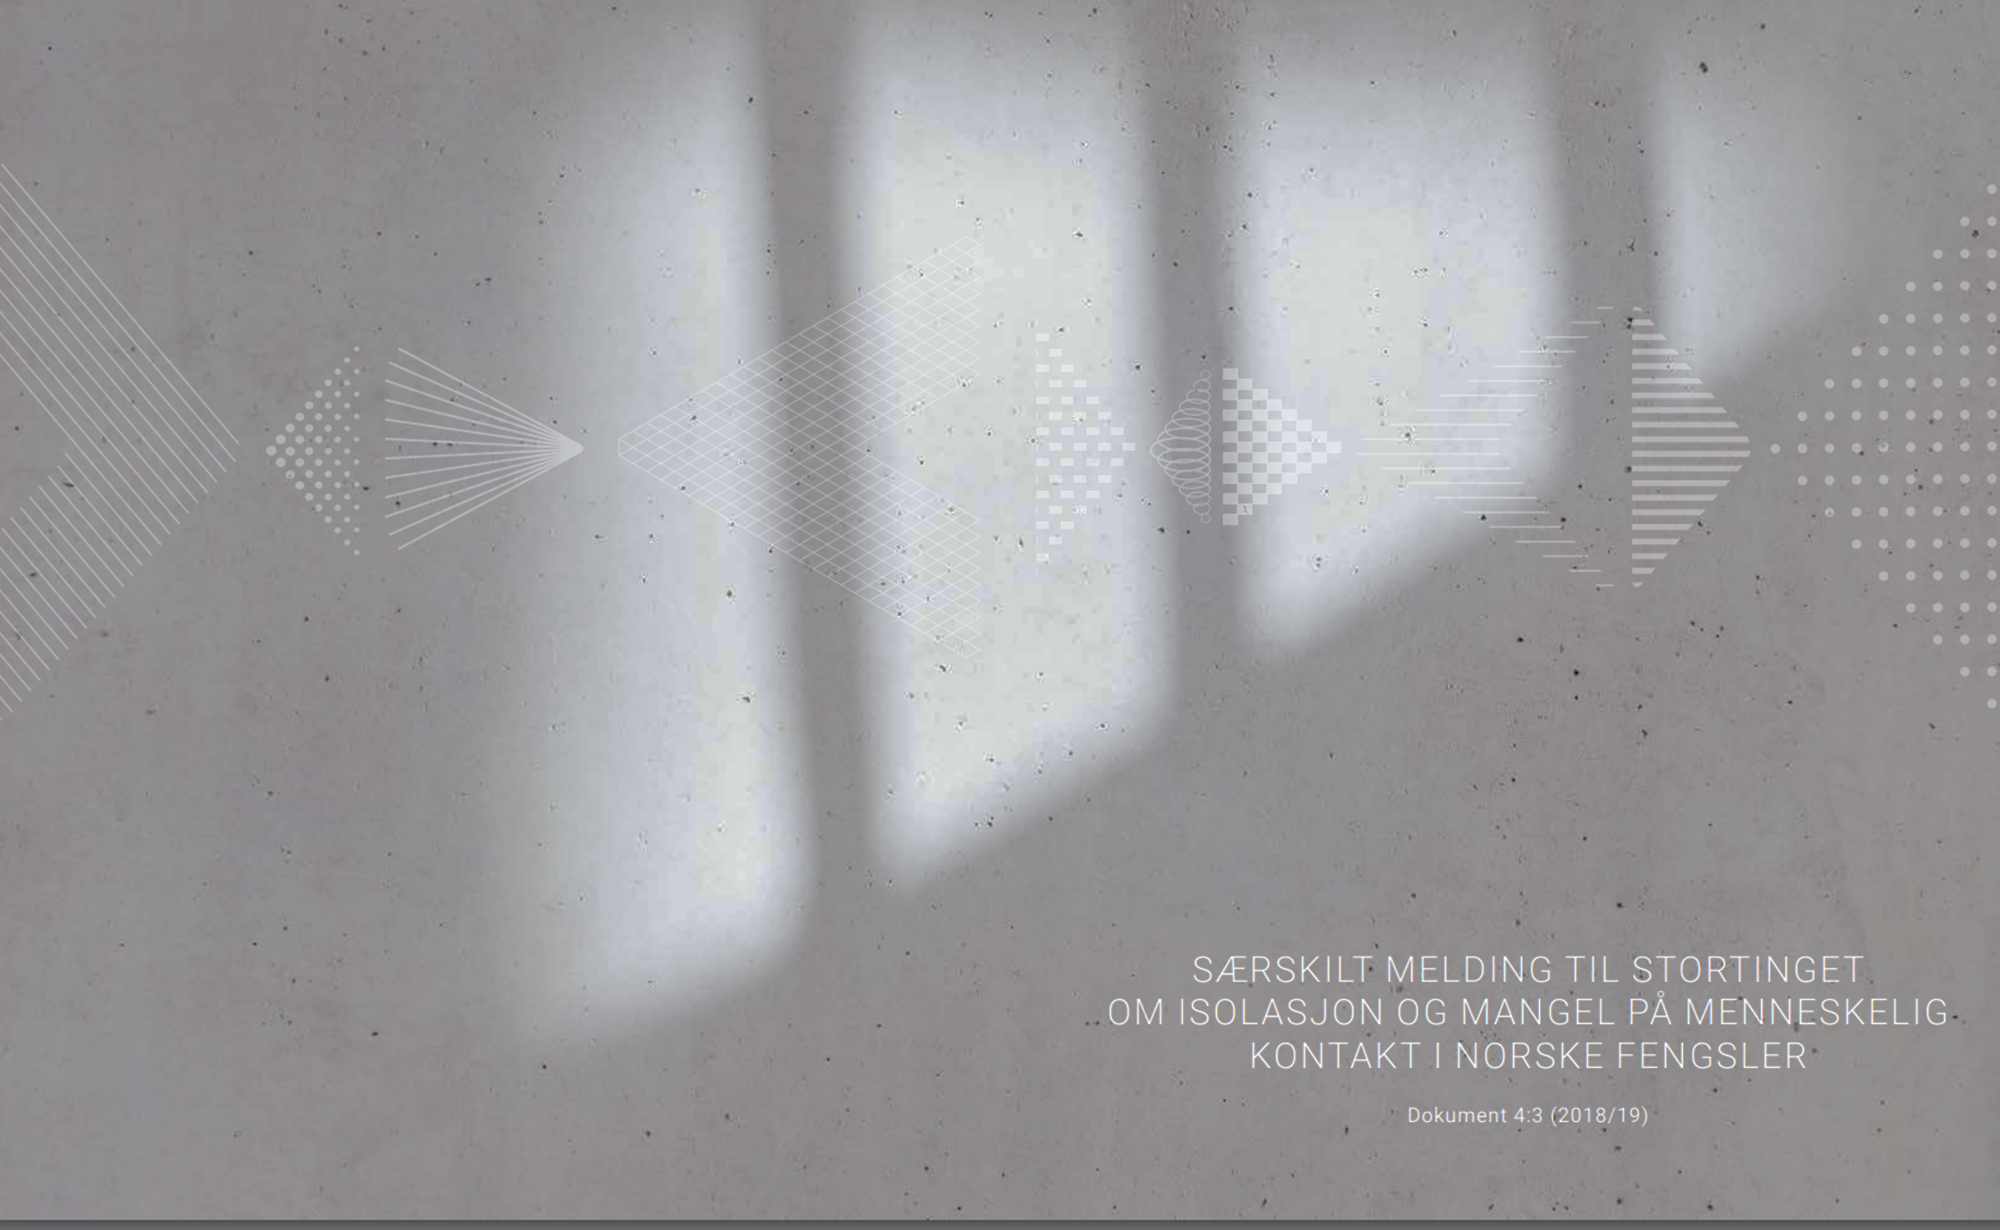 SÆRSKILT MELDING TIL STORTINGET
OM ISOLASJON OG MANGEL PÅ MENNESKELIG
KONTAKT I NORSKE FENGSLER
Dokument 4:3 (2018/19)